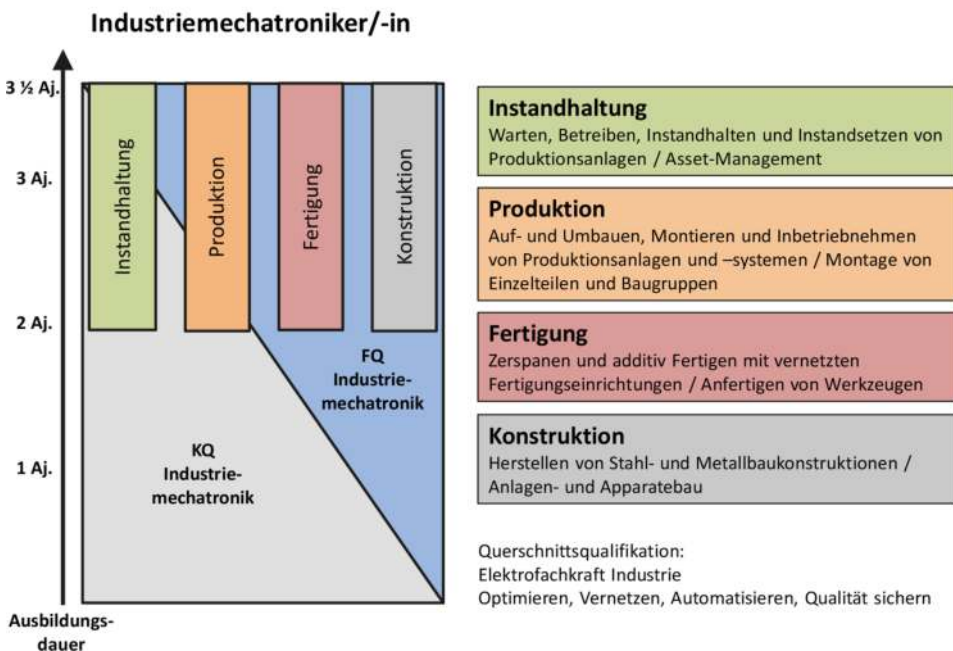 Industriemechatroniker/-in
3 ½ Aj.
3 Aj.
2 Aj.
1 Aj.
Ausbildungs-
dauer
Instandhaltung
Produktion
Fertigung
Konstruktion
FQ
Industrie-
mechatronik
KQ
Industrie-
mechatronik
Instandhaltung
Warten, Betreiben, Instandhalten und Instandsetzen von
Produktionsanlagen / Asset-Management
Produktion
Auf- und Umbauen, Montieren und Inbetriebnehmen
von Produktionsanlagen und –systemen / Montage von
Einzelteilen und Baugruppen
Fertigung
Zerspanen und additiv Fertigen mit vernetzten
Fertigungseinrichtungen / Anfertigen von Werkzeugen
Konstruktion
Herstellen von Stahl- und Metallbaukonstruktionen /
Anlagen- und Apparatebau
Querschnittsqualifikation:
Elektrofachkraft Industrie
Optimieren, Vernetzen, Automatisieren, Qualität sichern